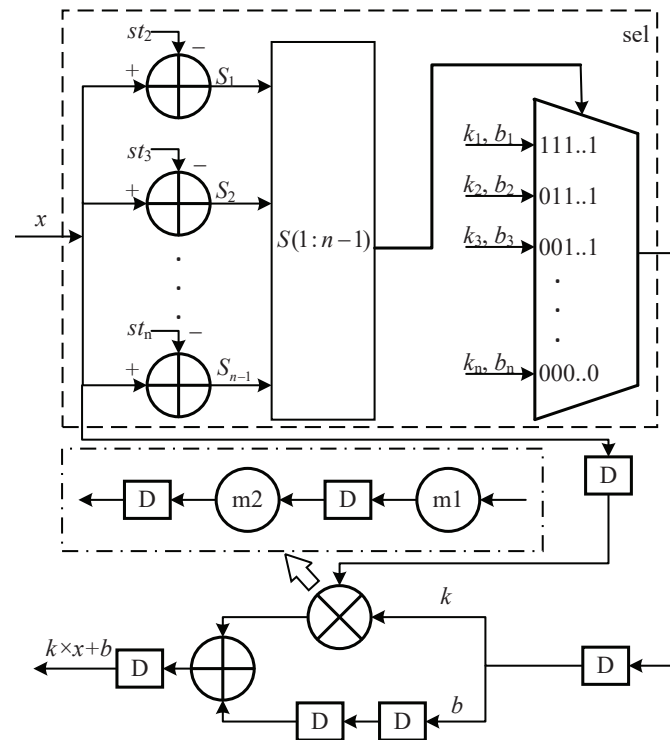 sel
st₂
−
+
S₁
k₁, b₁
111..1
st₃
−
+
S₂
k₂, b₂
011..1
x
S(1:n−1)
k₃, b₃
001..1
stₙ
−
+
Sₙ₋₁
kₙ, bₙ
000..0
D
D
m2
D
m1
k
k×x+b
D
D
b
D
D